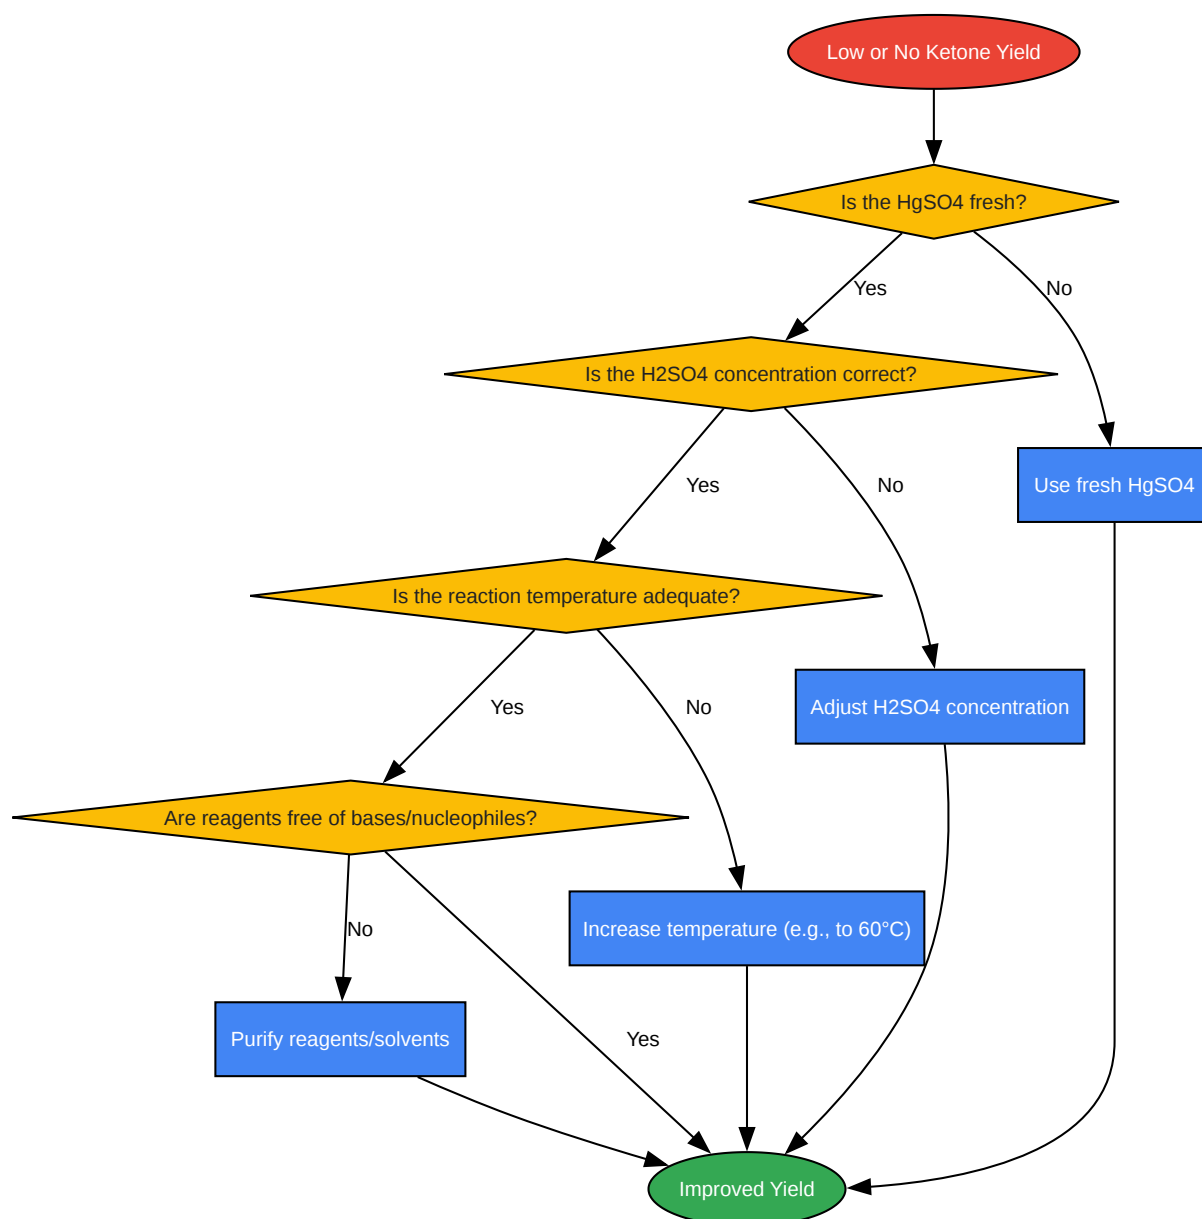 Low or No Ketone Yield
Is the HgSO4 fresh?
Yes
No
Is the H2SO4 concentration correct?
Yes
No
Use fresh HgSO4
Is the reaction temperature adequate?
Yes
No
Adjust H2SO4 concentration
Are reagents free of bases/nucleophiles?
No
Increase temperature (e.g., to 60°C)
Purify reagents/solvents
Yes
Improved Yield